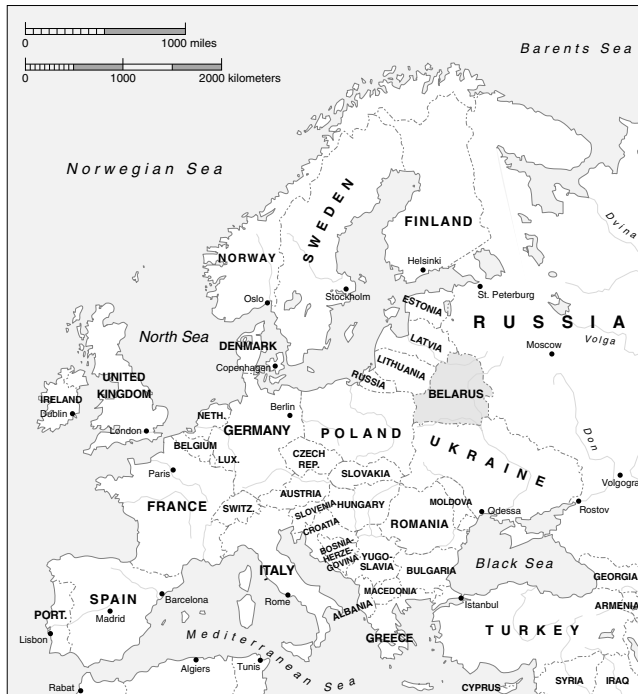 0 1000 miles
0 1000 2000 kilometers
Barents Sea
Norwegian Sea
SWEDEN
FINLAND
NORWAY
Helsinki
Oslo
Stockholm
St. Peterburg
Dvina
ESTONIA
RUSSIA
North Sea
LATVIA
Volga
DENMARK
Moscow
Copenhagen
LITHUANIA
RUSSIA
UNITED
KINGDOM
IRELAND
Dublin
BELARUS
NETH.
Berlin
London
GERMANY
POLAND
UKRAINE
Don
BELGIUM
LUX.
CZECH
REP.
Paris
SLOVAKIA
Volgogra
AUSTRIA
FRANCE
SWITZ.
SLOVENIA
HUNGARY
MOLDOVA
CROATIA
ROMANIA
Odessa
Rostov
BOSNIA-
HERZE-
GOVINA
YUGO-
SLAVIA
Black Sea
ITALY
BULGARIA
GEORGIA
MACEDONIA
SPAIN
Barcelona
Rome
ALBANIA
Istanbul
ARMENIA
PORT.
Madrid
Lisbon
GREECE
TURKEY
Mediterranean Sea
Algiers
Tunis
Rabat
CYPRUS
SYRIA
IRAQ